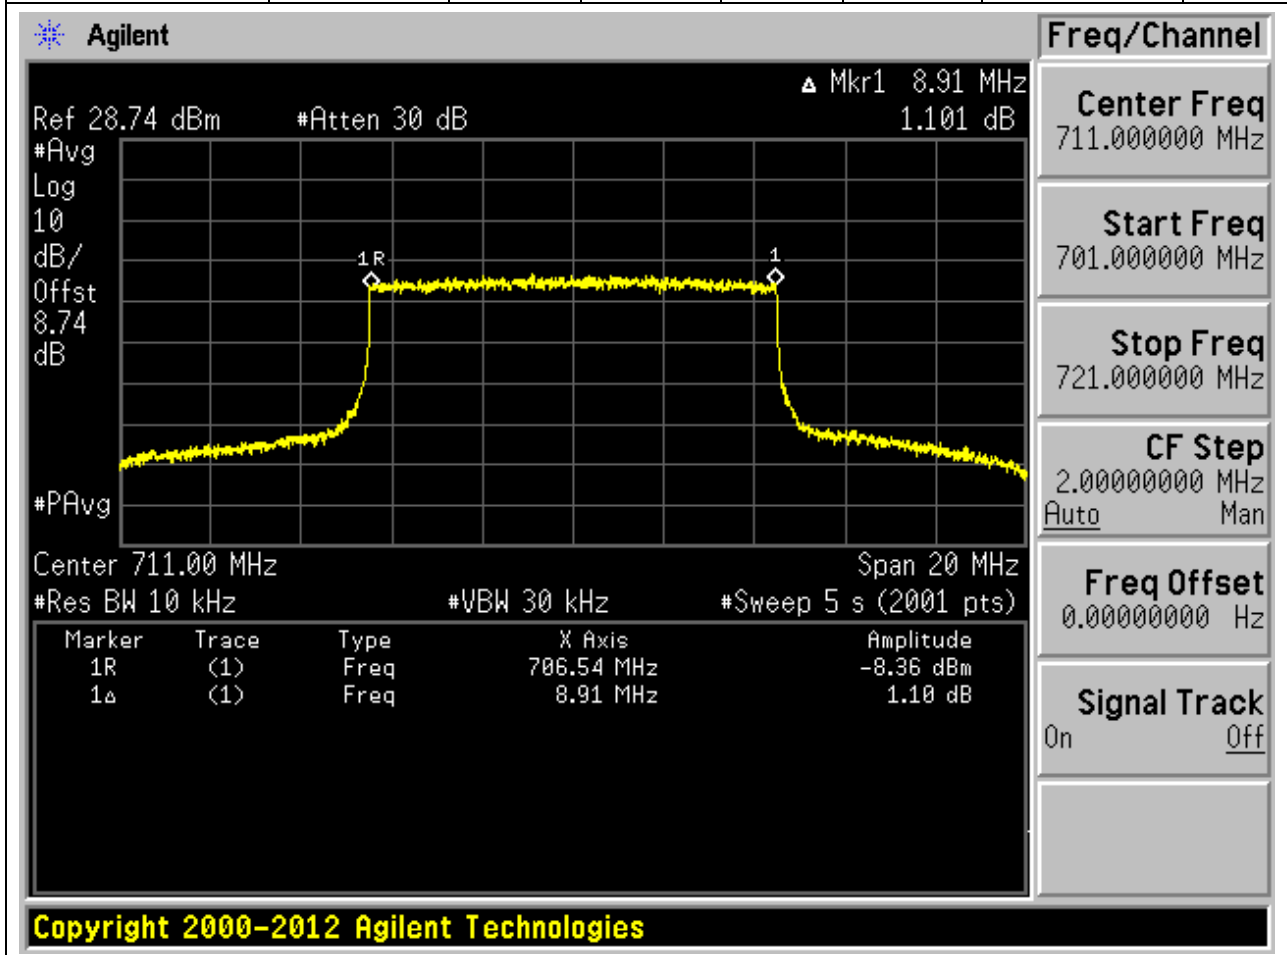 Agilent
Freq/Channel
▵ Mkr1 8.91 MHz
Ref 28.74 dBm #Atten 30 dB 1.101 dB
#Avg
Log
10
dB/
Offst
8.74
dB
1R
1
#PAvg
Center 711.00 MHz Span 20 MHz
#Res BW 10 kHz #VBW 30 kHz #Sweep 5 s (2001 pts)
Marker Trace Type X Axis Amplitude
1R (1) Freq 706.54 MHz -8.36 dBm
1▵ (1) Freq 8.91 MHz 1.10 dB
Center Freq
711.000000 MHz
Start Freq
701.000000 MHz
Stop Freq
721.000000 MHz
CF Step
2.00000000 MHz
Auto Man
Freq Offset
0.00000000 Hz
Signal Track
On Off
Copyright 2000-2012 Agilent Technologies